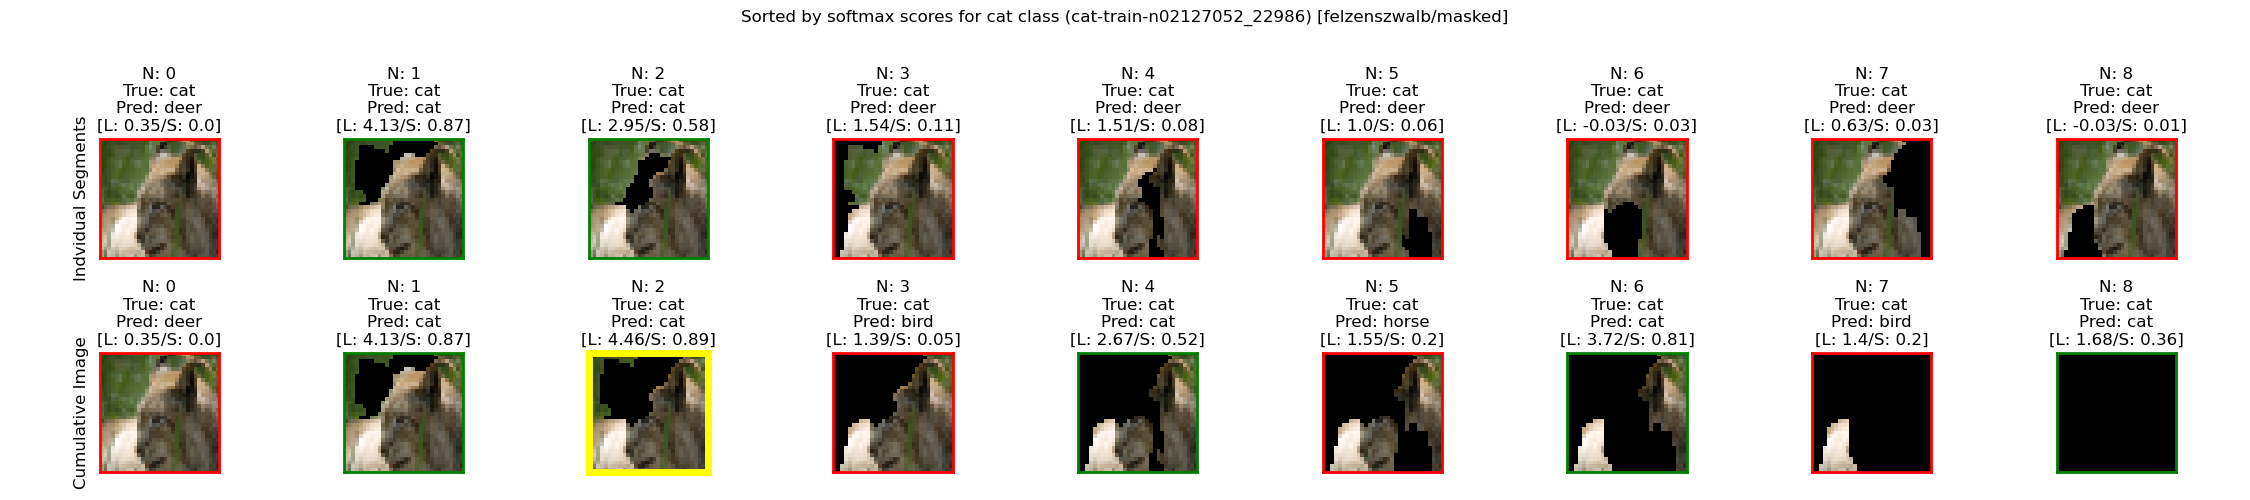 Sorted by softmax scores for cat class (cat-train-n02127052_22986) [felzenszwalb/masked]
Indvidual Segments
N: 0
True: cat
Pred: deer
[L: 0.35/S: 0.0]
N: 1
True: cat
Pred: cat
[L: 4.13/S: 0.87]
N: 2
True: cat
Pred: cat
[L: 2.95/S: 0.58]
N: 3
True: cat
Pred: deer
[L: 1.54/S: 0.11]
N: 4
True: cat
Pred: deer
[L: 1.51/S: 0.08]
N: 5
True: cat
Pred: deer
[L: 1.0/S: 0.06]
N: 6
True: cat
Pred: deer
[L: -0.03/S: 0.03]
N: 7
True: cat
Pred: deer
[L: 0.63/S: 0.03]
N: 8
True: cat
Pred: deer
[L: -0.03/S: 0.01]
Cumulative Image
N: 0
True: cat
Pred: deer
[L: 0.35/S: 0.0]
N: 1
True: cat
Pred: cat
[L: 4.13/S: 0.87]
N: 2
True: cat
Pred: cat
[L: 4.46/S: 0.89]
N: 3
True: cat
Pred: bird
[L: 1.39/S: 0.05]
N: 4
True: cat
Pred: cat
[L: 2.67/S: 0.52]
N: 5
True: cat
Pred: horse
[L: 1.55/S: 0.2]
N: 6
True: cat
Pred: cat
[L: 3.72/S: 0.81]
N: 7
True: cat
Pred: bird
[L: 1.4/S: 0.2]
N: 8
True: cat
Pred: cat
[L: 1.68/S: 0.36]